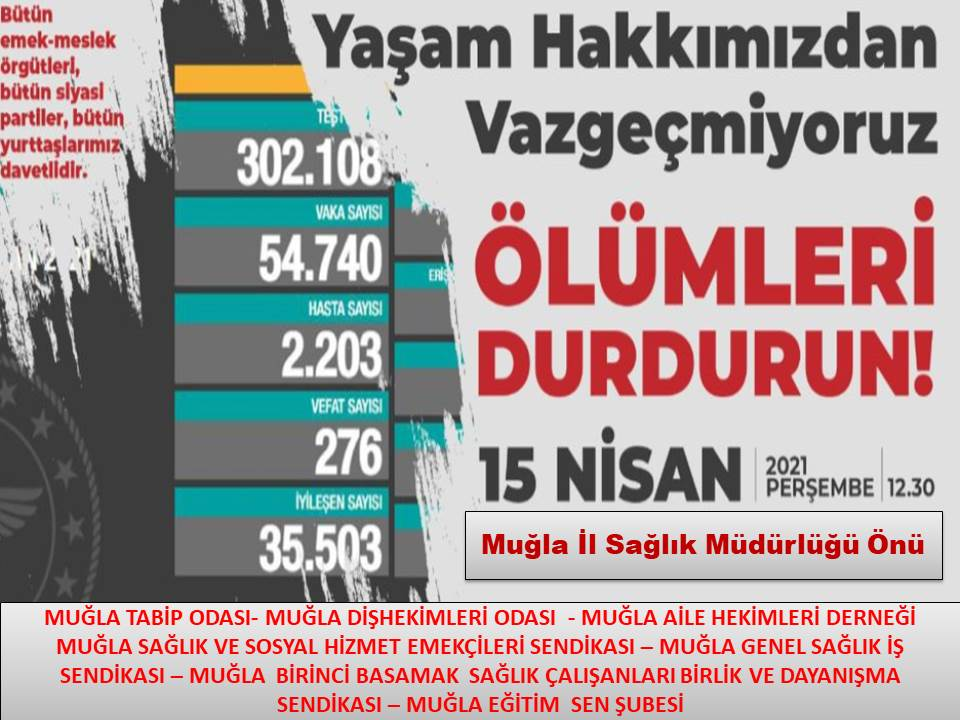 Bütün
emek-meslek
örgütleri,
bütün siyasi
partiler, bütün
yurttaşlarımız
davetlidir.
Yaşam Hakkımızdan
Vazgeçmiyoruz
ÖLÜMLERİ
DURDURUN!
15 NİSAN
2021
PERŞEMBE
12.30
302.108
VAKA SAYISI
54.740
HASTA SAYISI
2.203
VEFAT SAYISI
276
İYİLEŞEN SAYISI
35.503
Muğla İl Sağlık Müdürlüğü Önü
MUĞLA TABİP ODASI- MUĞLA DİŞHEKİMLERİ ODASI - MUĞLA AİLE HEKİMLERİ DERNEĞİ
MUĞLA SAĞLIK VE SOSYAL HİZMET EMEKÇİLERİ SENDİKASI – MUĞLA GENEL SAĞLIK İŞ
SENDİKASI – MUĞLA BİRİNCİ BASAMAK SAĞLIK ÇALIŞANLARI BİRLİK VE DAYANIŞMA
SENDİKASI – MUĞLA EĞİTİM SEN ŞUBESİ